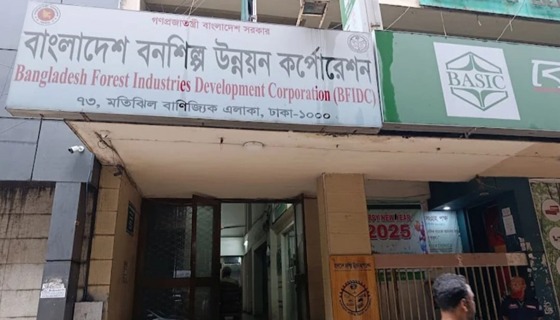 গণপ্রজাতন্ত্রী বাংলাদেশ সরকার
বাংলাদেশ বনশিল্প উন্নয়ন কর্পোরেশন
Bangladesh Forest Industries Development Corporation (BFIDC)
৭৩, মতিঝিল বাণিজ্যিক এলাকা, ঢাকা-১০০০
BASIC
2025